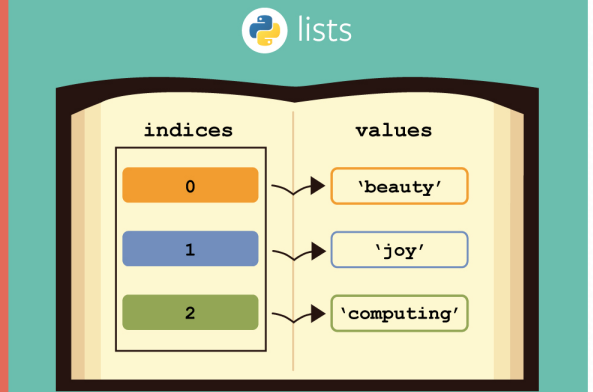 lists
indices values
0 ‘beauty’
1 ‘joy’
2 ‘computing’